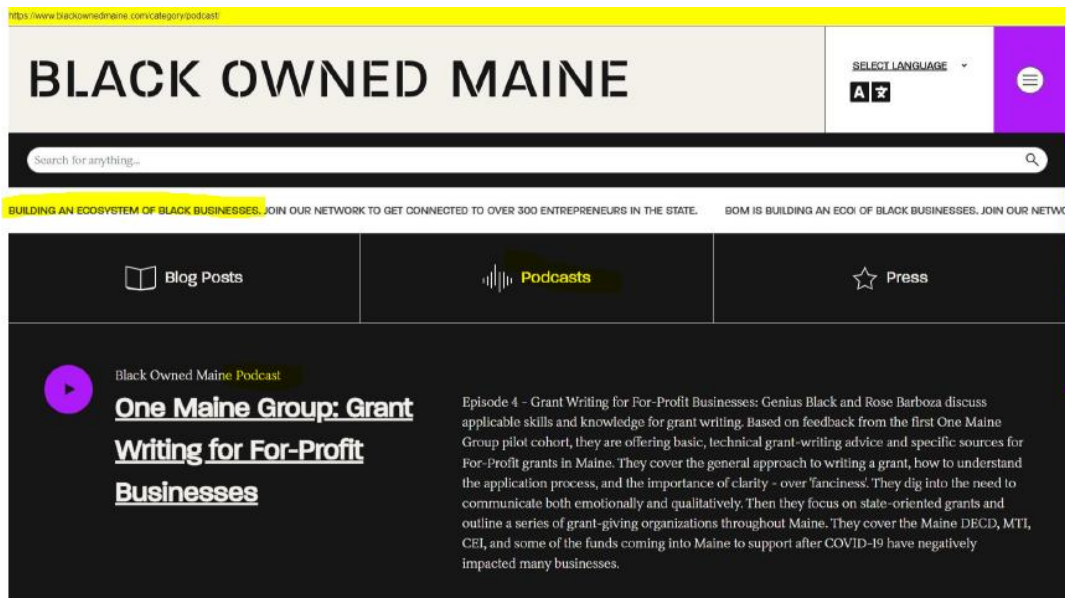 https://www.blackownedmaine.com/category/podcast/
BLACK OWNED MAINE
SELECT LANGUAGE
A 文
Search for anything...
BUILDING AN ECOSYSTEM OF BLACK BUSINESSES. JOIN OUR NETWORK TO GET CONNECTED TO OVER 300 ENTREPRENEURS IN THE STATE. BOM IS BUILDING AN ECO OF BLACK BUSINESSES. JOIN OUR NETWO
Blog Posts
Podcasts
Press
Black Owned Maine Podcast
One Maine Group: Grant
Writing for For-Profit
Businesses
Episode 4 - Grant Writing for For-Profit Businesses: Genius Black and Rose Barboza discuss
applicable skills and knowledge for grant writing. Based on feedback from the first One Maine
Group pilot cohort, they are offering basic, technical grant-writing advice and specific sources for
For-Profit grants in Maine. They cover the general approach to writing a grant, how to understand
the application process, and the importance of clarity - over 'fanciness'. They dig into the need to
communicate both emotionally and qualitatively. Then they focus on state-oriented grants and
outline a series of grant-giving organizations throughout Maine. They cover the Maine DECD, MTI,
CEI, and some of the funds coming into Maine to support after COVID-19 have negatively
impacted many businesses.